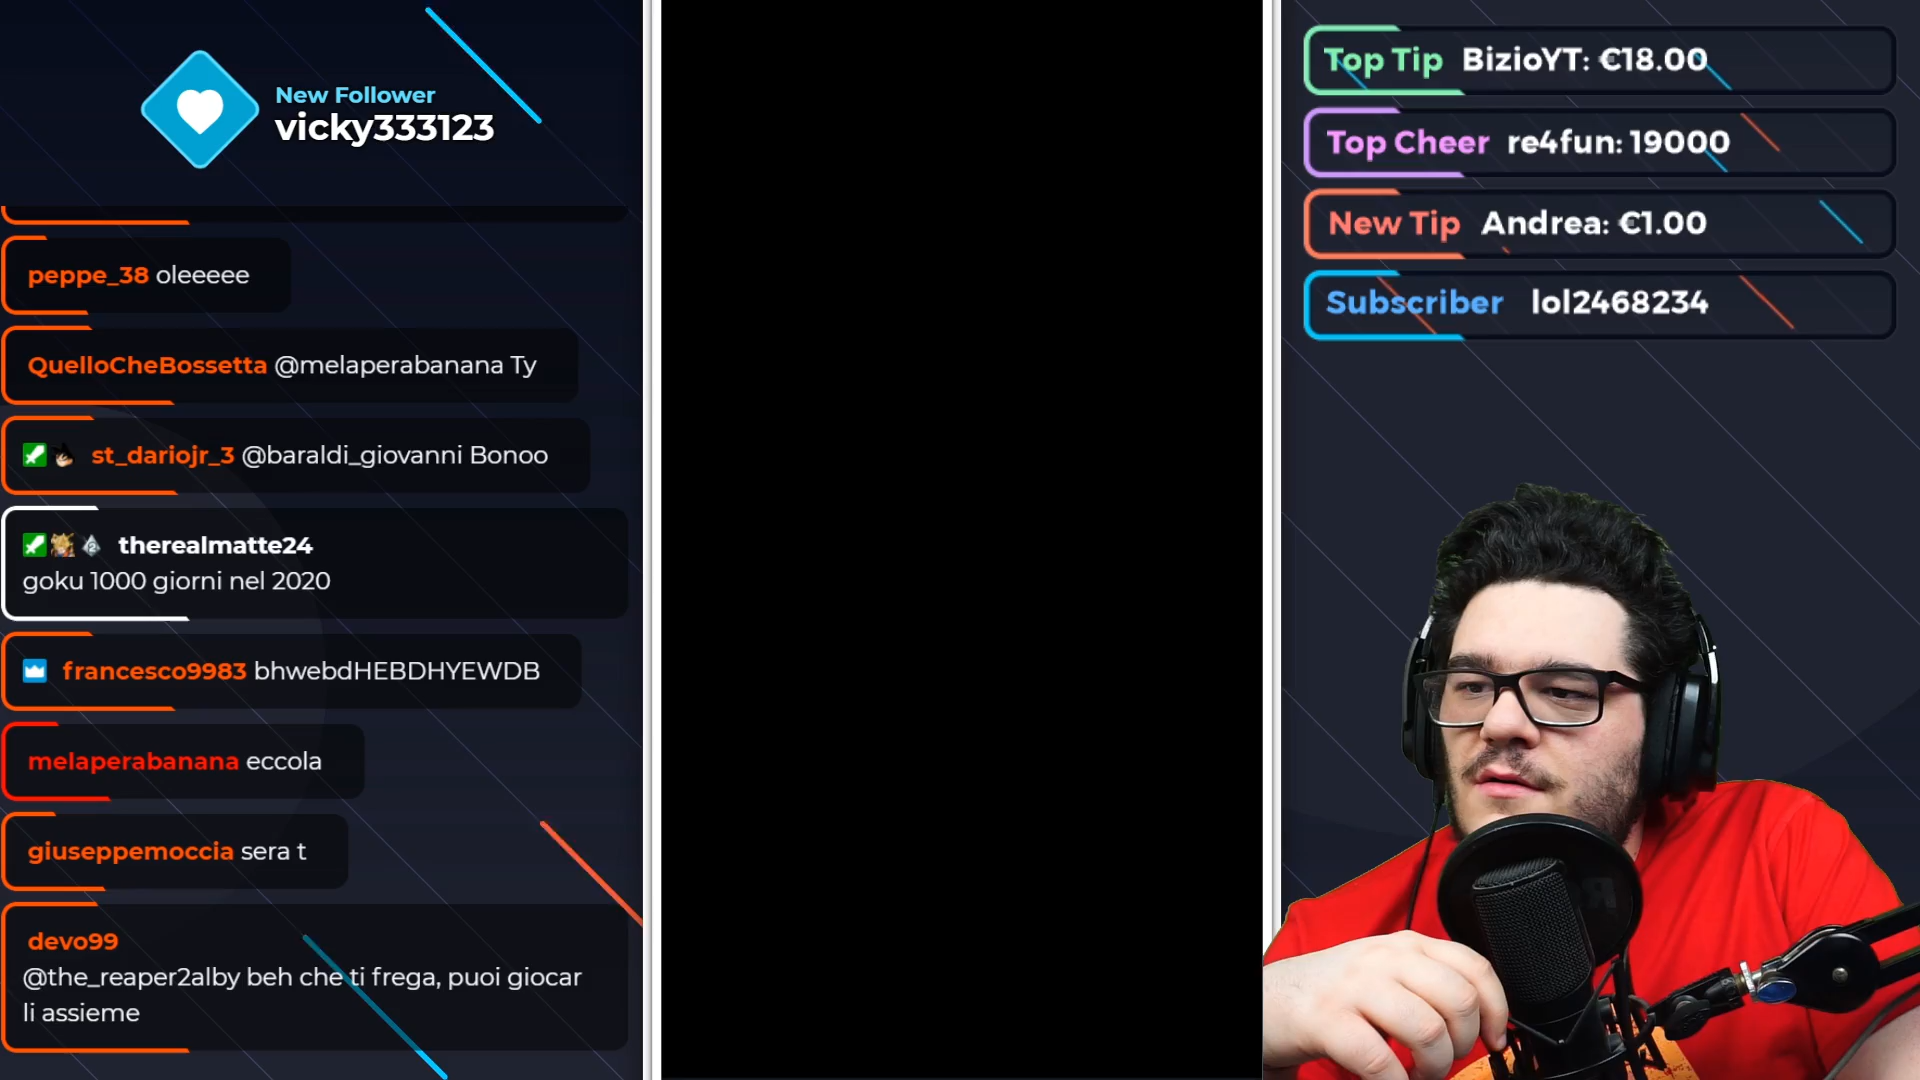 New Follower
vicky333123
peppe_38 oleeeee
QuelloCheBossetta @melaperabanana Ty
st_dariojr_3 @baraldi_giovanni Bonoo
2 therealmatte24
goku 1000 giorni nel 2020
francesco9983 bhwebdHEBDHYEWDB
melaperabanana eccola
giuseppemoccia sera t
devo99
@the_reaper2alby beh che ti frega, puoi giocar
li assieme
Top Tip BizioYT: €18.00
Top Cheer re4fun: 19000
New Tip Andrea: €1.00
Subscriber lol2468234